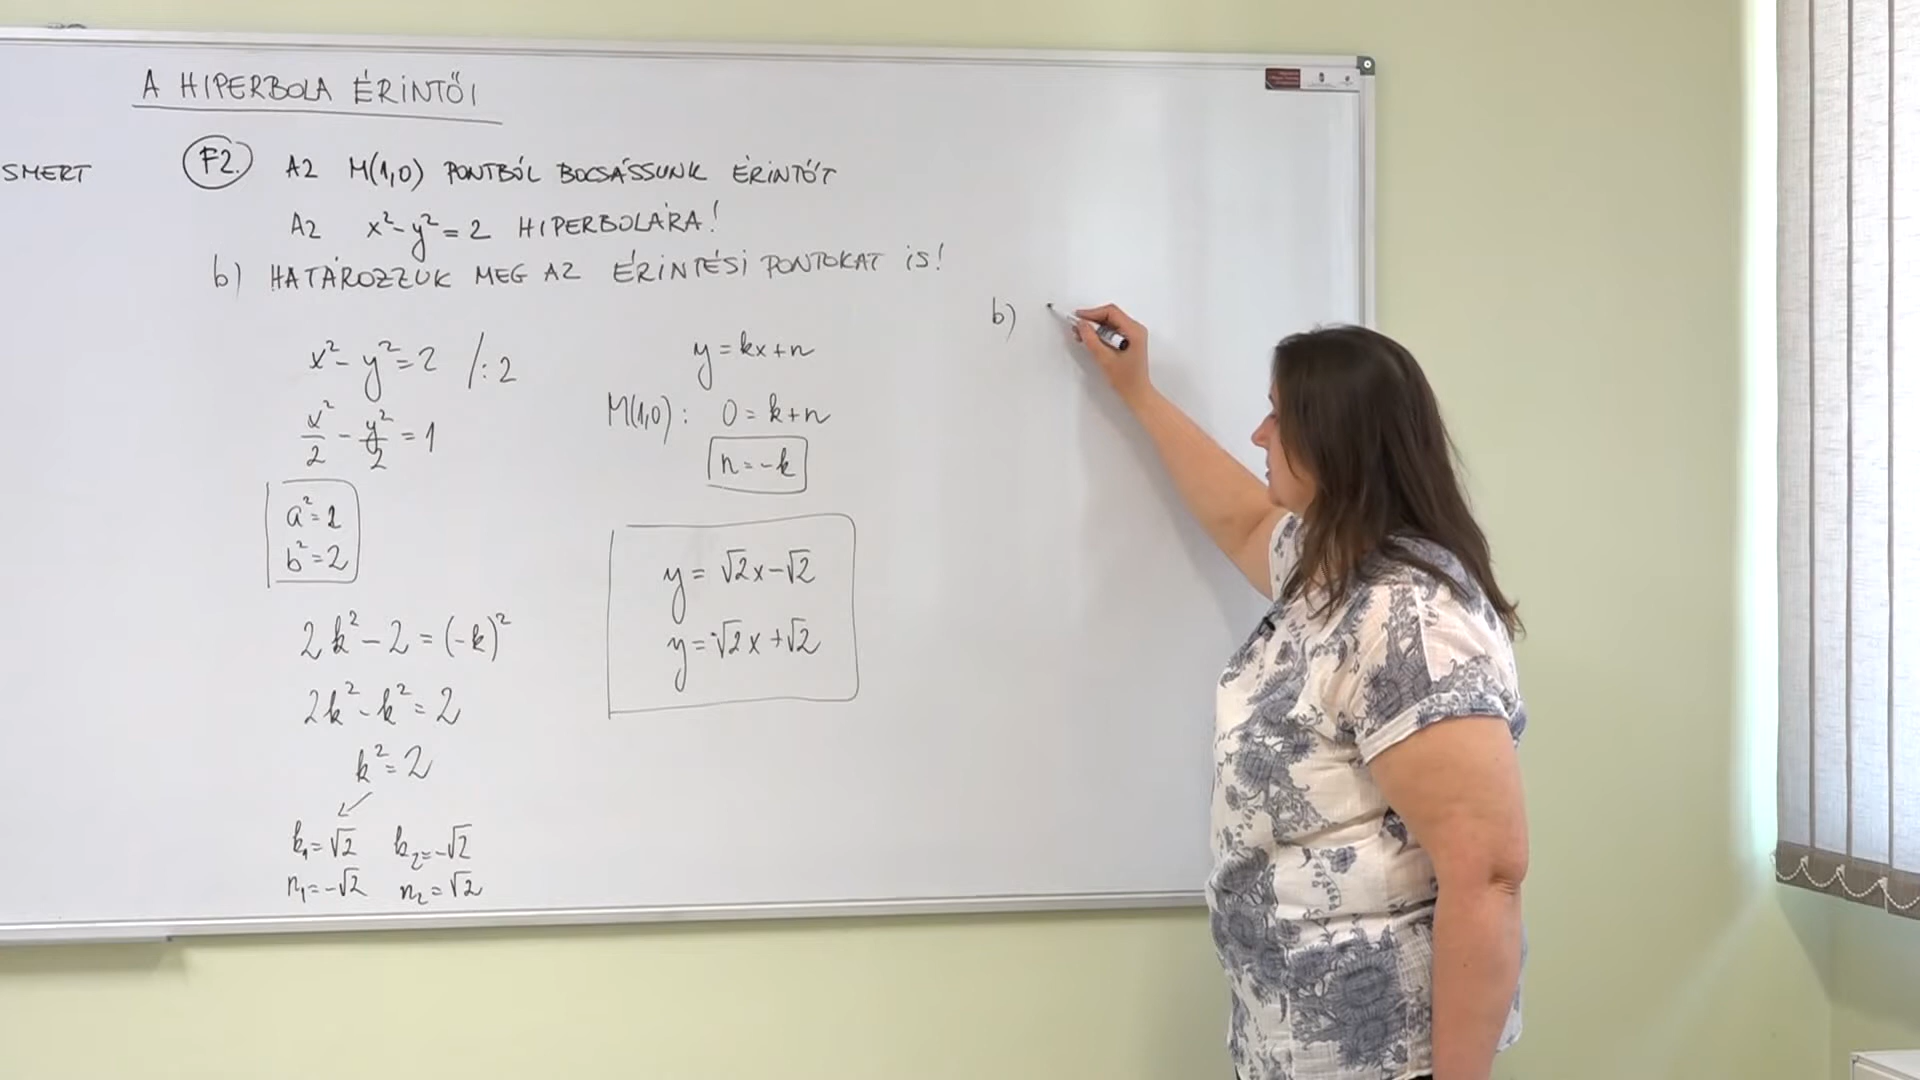 A HIPERBOLA ÉRINTŐI
SMERT
F2. AZ M(1,0) PONTBÓL BOCSÁSSUNK ÉRINTŐT
AZ x²-y²=2 HIPERBOLÁRA!
b) HATÁROZZUK MEG AZ ÉRINTÉSI PONTOKAT IS!
x²-y²=2 /:2
x²/2 - y²/2 = 1
a²=2
b²=2
2k²-2=(-k)²
2k²-k²=2
k²=2
k₁=√2 k₂=-√2
n₁=-√2 n₂=√2
y=kx+n
M(1,0): 0=k+n
n=-k
y=√2x-√2
y=-√2x+√2
b)